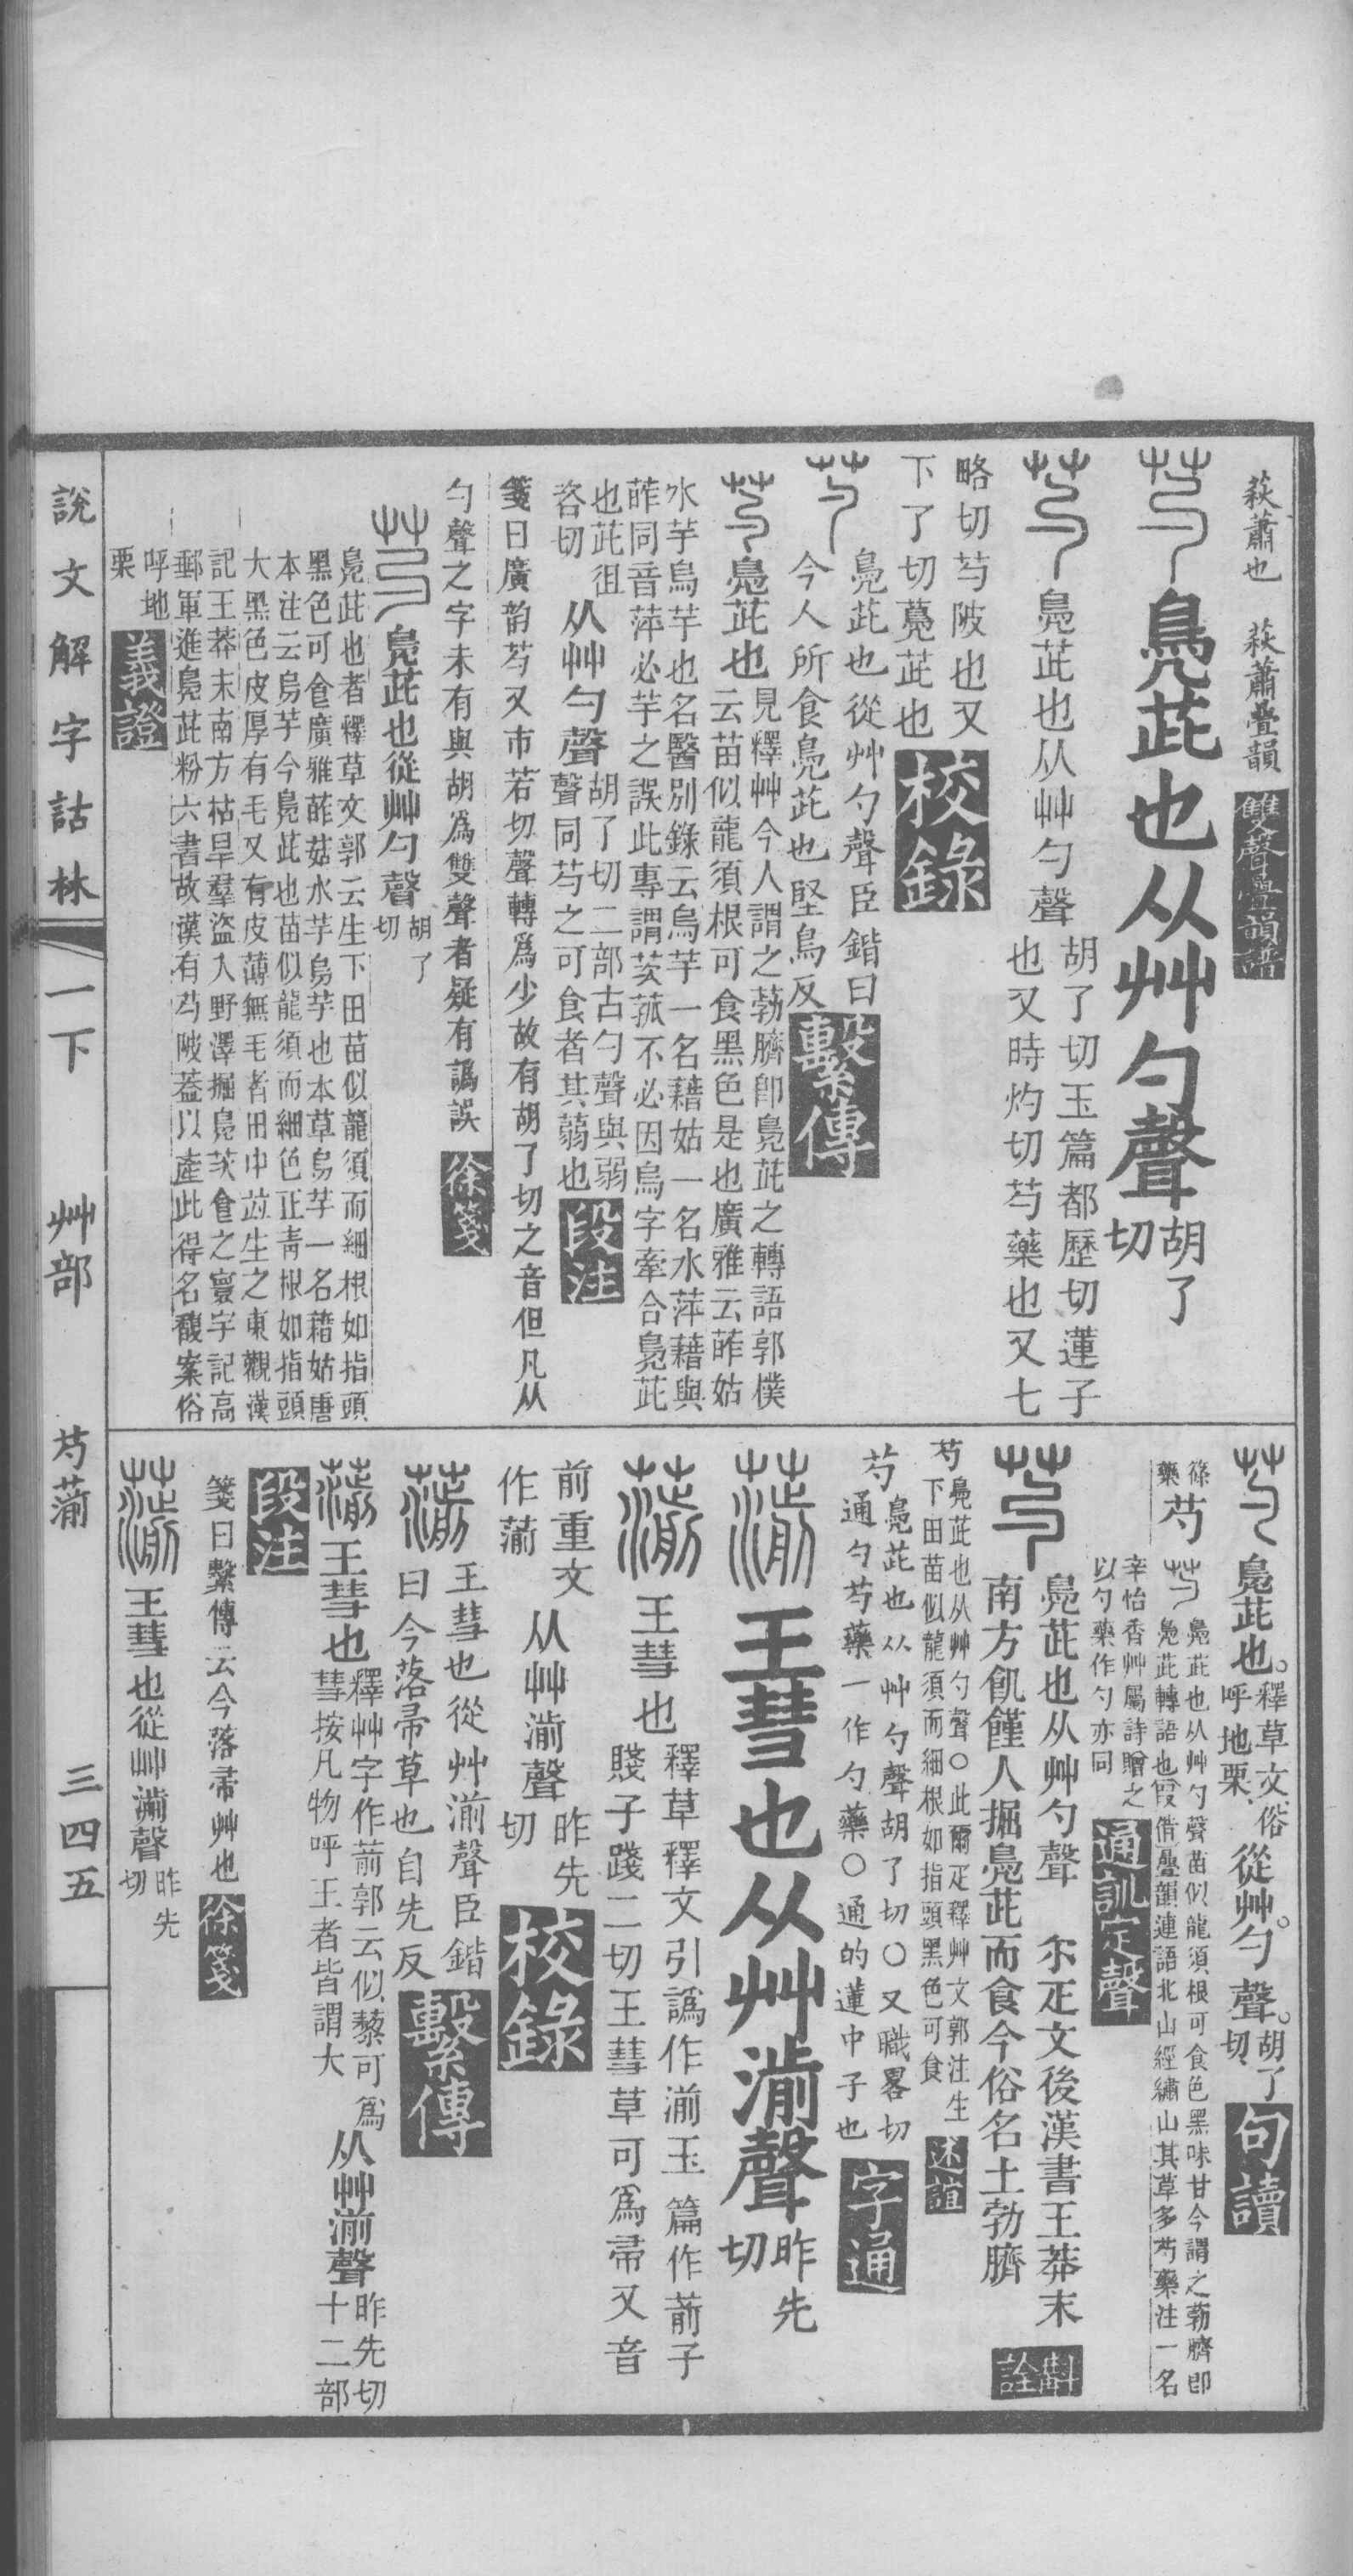 萩蕭也　萩蕭疊韻　雙聲疊韻譜
芍　鳧茈也从艸勺聲胡了切
芍　鳧茈也从艸勺聲胡了切玉篇都歷切蓮子也又時灼切芍藥也又七
略切芍陂也又下了切鳧茈也　校錄
芍　鳧茈也從艸勺聲臣鍇曰今人所食鳧茈也堅鳥反　繫傳
芍　鳧茈也見釋艸今人謂之葧臍卽鳧茈之轉語郭樸云苗似龍須根可食黑色是也廣雅云葃姑
水芋烏芋也名醫別錄云烏芋一名藉姑一名水萍藉與葃同音萍必芋之誤此專謂茨菰不必因烏字牽合鳧茈
也茈徂咨切从艸勺聲胡了切二部古勺聲與弱聲同芍之可食者其蒻也　段注
箋曰廣韵芍又市若切聲轉爲少故有胡了切之音但凡从
勺聲之字未有與胡爲雙聲者疑有譌誤　徐箋
芍　鳧茈也從艸勺聲胡了切
鳧茈也者釋草文郭云生下田苗似龍須而細根如指頭
黑色可食廣雅葃菇水芋烏芋也本草烏芋一名藉姑唐
本注云烏芋今鳧茈也苗似龍須而細色正靑根如指頭
大黑色皮厚有毛又有皮薄無毛者田中並生之東觀漢
記王莽末南方枯旱羣盜入野澤掘鳧茨食之寰宇記高
郵軍進鳧茈粉六書故漢有芍陂葢以產此得名馥案俗
呼地栗　義證
芍　鳧茈也釋草文俗呼地栗從艸勺聲胡了切　句讀
篠　藥　芍　芍　鳧茈也从艸勺聲苗似龍須根可食色黑味甘今謂之葧臍卽鳧茈轉語也叚借疊韻連語北山經繡山其草多芍藥注一名
辛怡香艸屬詩贈之以勺藥作勺亦同　通訓定聲
芍　鳧茈也从艸勺聲　尒疋文後漢書王莽末南方飢饉人掘鳧茈而食今俗名土勃臍　斠詮
芍　鳧茈也从艸勺聲○此爾疋釋艸文郭注生下田苗似龍須而細根如指頭黑色可食　述誼
芍　鳧茈也从艸勺聲胡了切○又職畧切通勺芍藥一作勺藥○通的蓮中子也　字通
葥　王彗也从艸湔聲昨先切
葥　王彗也釋草釋文引譌作湔玉篇作葥子賤子踐二切王彗草可爲帚又音
前重文作葥从艸湔聲昨先切　校錄
葥　王彗也從艸湔聲臣鍇曰今落帚草也自先反　繫傳
葥　王彗也釋艸字作葥郭云似藜可爲彗按凡物呼王者皆謂大从艸湔聲昨先切十二部
段注
箋曰繫傳云今落帚艸也　徐箋
葥　王彗也從艸湔聲昨先切
說文解字詁林　一下　艸部　芍葥　三四五